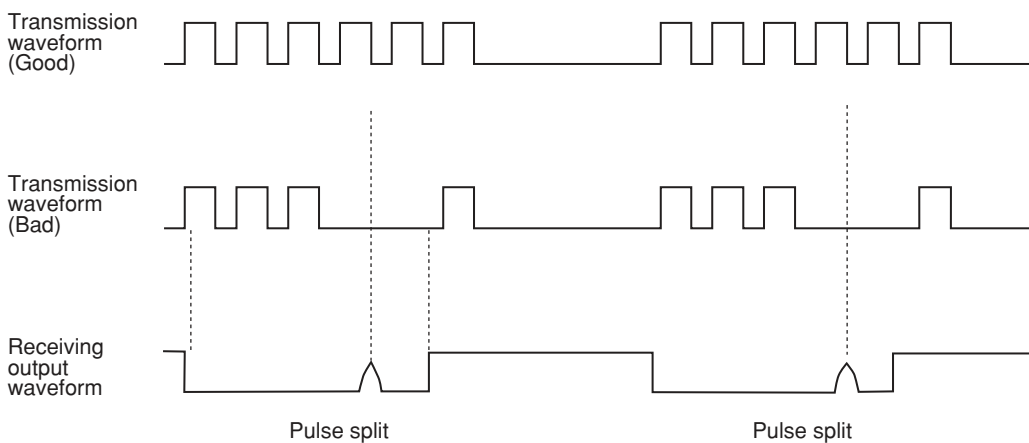 Transmission
waveform
(Good)
Transmission
waveform
(Bad)
Receiving
output
waveform
Pulse split
Pulse split